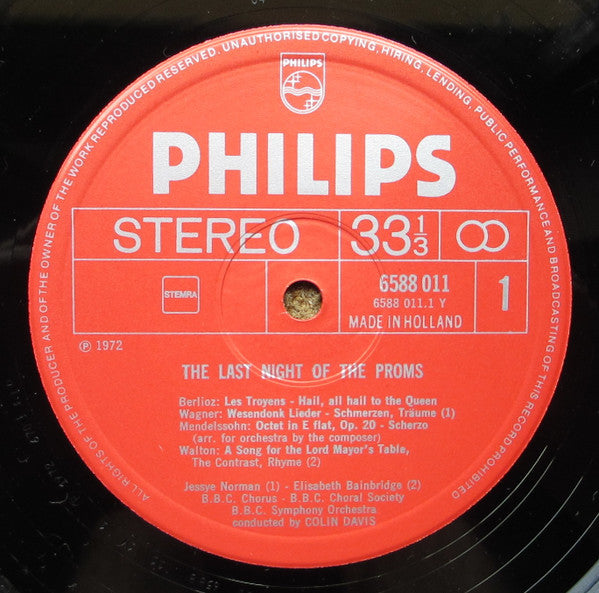 ALL RIGHTS OF THE PRODUCER AND OF THE OWNER OF THE WORK REPRODUCED RESERVED. UNAUTHORISED COPYING, HIRING, LENDING, PUBLIC PERFORMANCE AND BROADCASTING OF THIS RECORD PROHIBITED
PHILIPS
PHILIPS
STEREO 33 1/3
STEMRA
6588 011
6588 011.1 Y
1
MADE IN HOLLAND
℗ 1972
THE LAST NIGHT OF THE PROMS
Berlioz: Les Troyens - Hail, all hail to the Queen
Wagner: Wesendonk Lieder - Schmerzen, Träume (1)
Mendelssohn: Octet in E flat, Op. 20 - Scherzo
(arr. for orchestra by the composer)
Walton: A Song for the Lord Mayor's Table,
The Contrast, Rhyme (2)
Jessye Norman (1) - Elisabeth Bainbridge (2)
B.B.C. Chorus - B.B.C. Choral Society
B.B.C. Symphony Orchestra
conducted by COLIN DAVIS